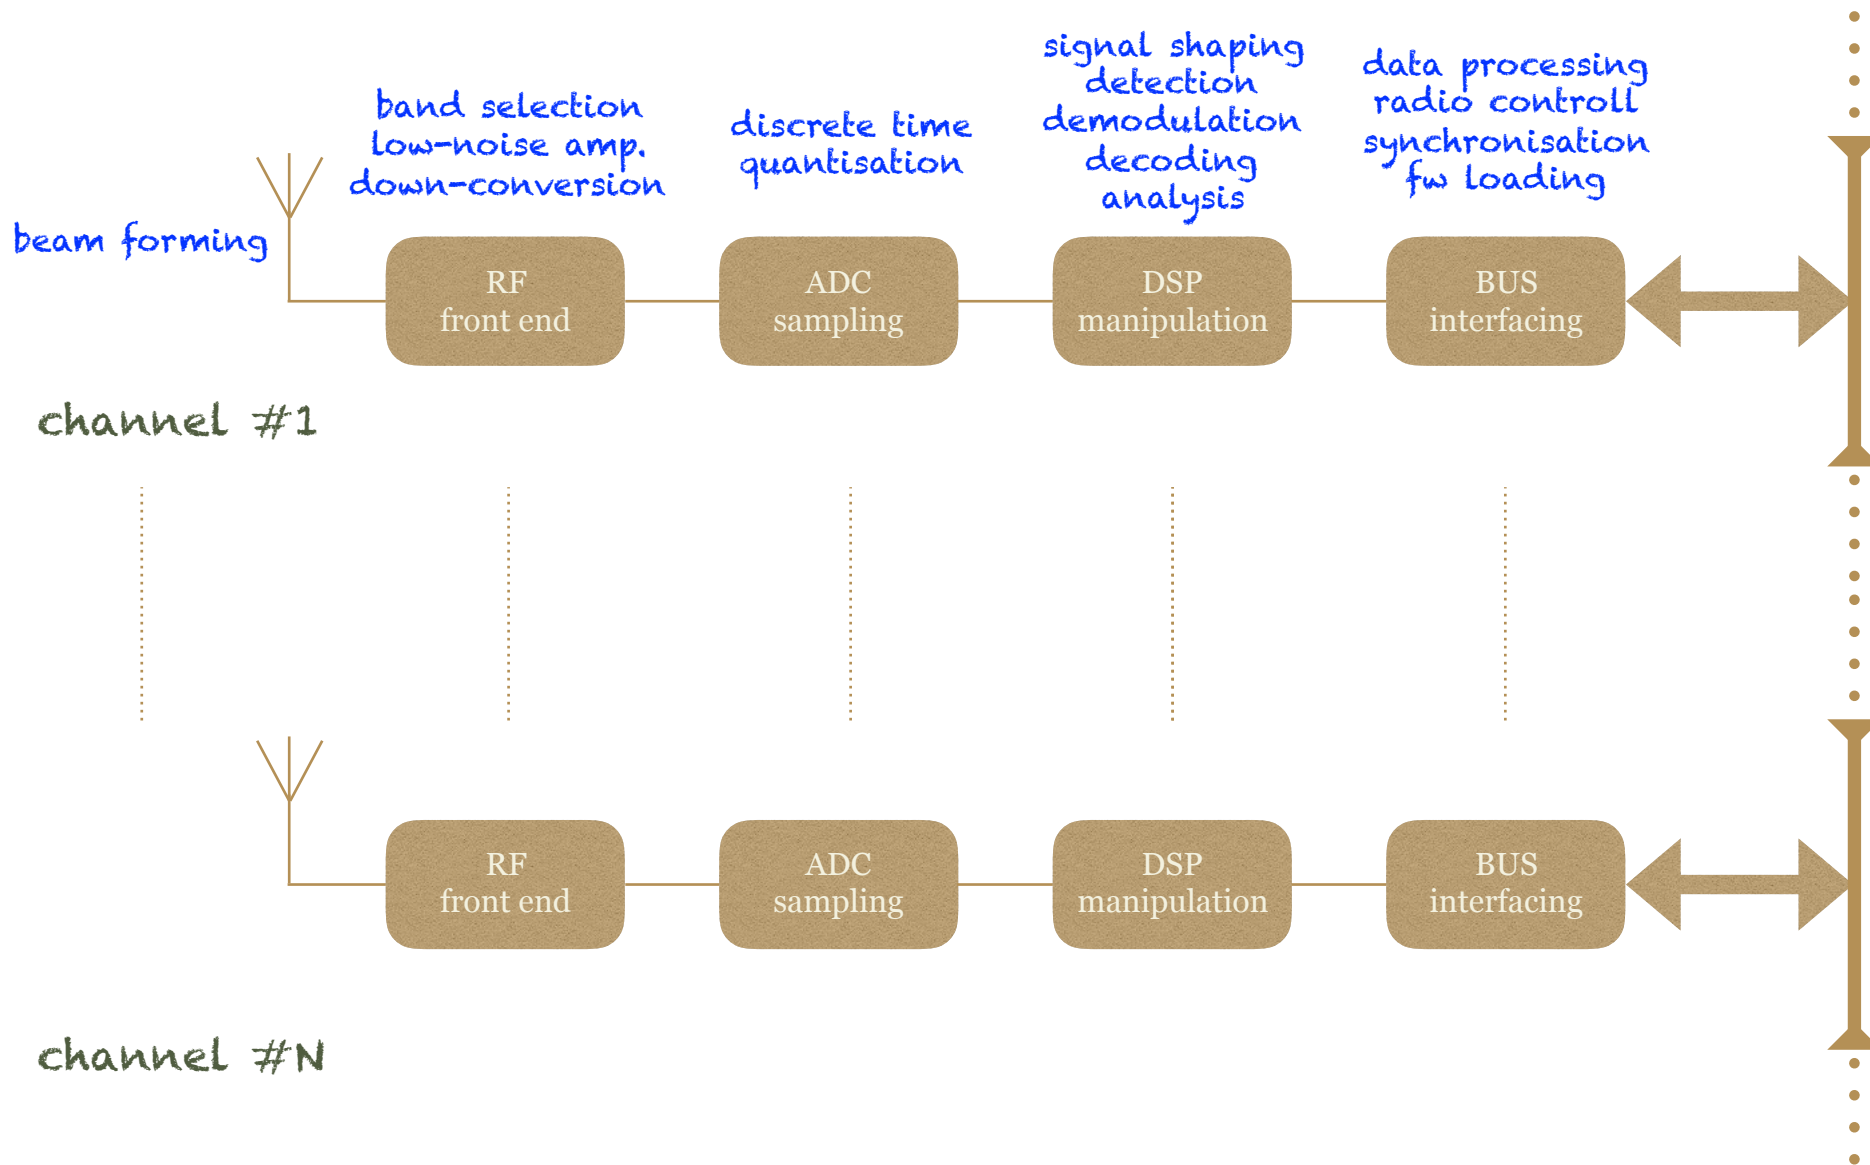 signal shaping
detection
demodulation
decoding
analysis
data processing
radio controll
synchronisation
fw loading
band selection
low-noise amp.
down-conversion
discrete time
quantisation
beam forming
RF
front end
ADC
sampling
DSP
manipulation
BUS
interfacing
channel #1
RF
front end
ADC
sampling
DSP
manipulation
BUS
interfacing
channel #N